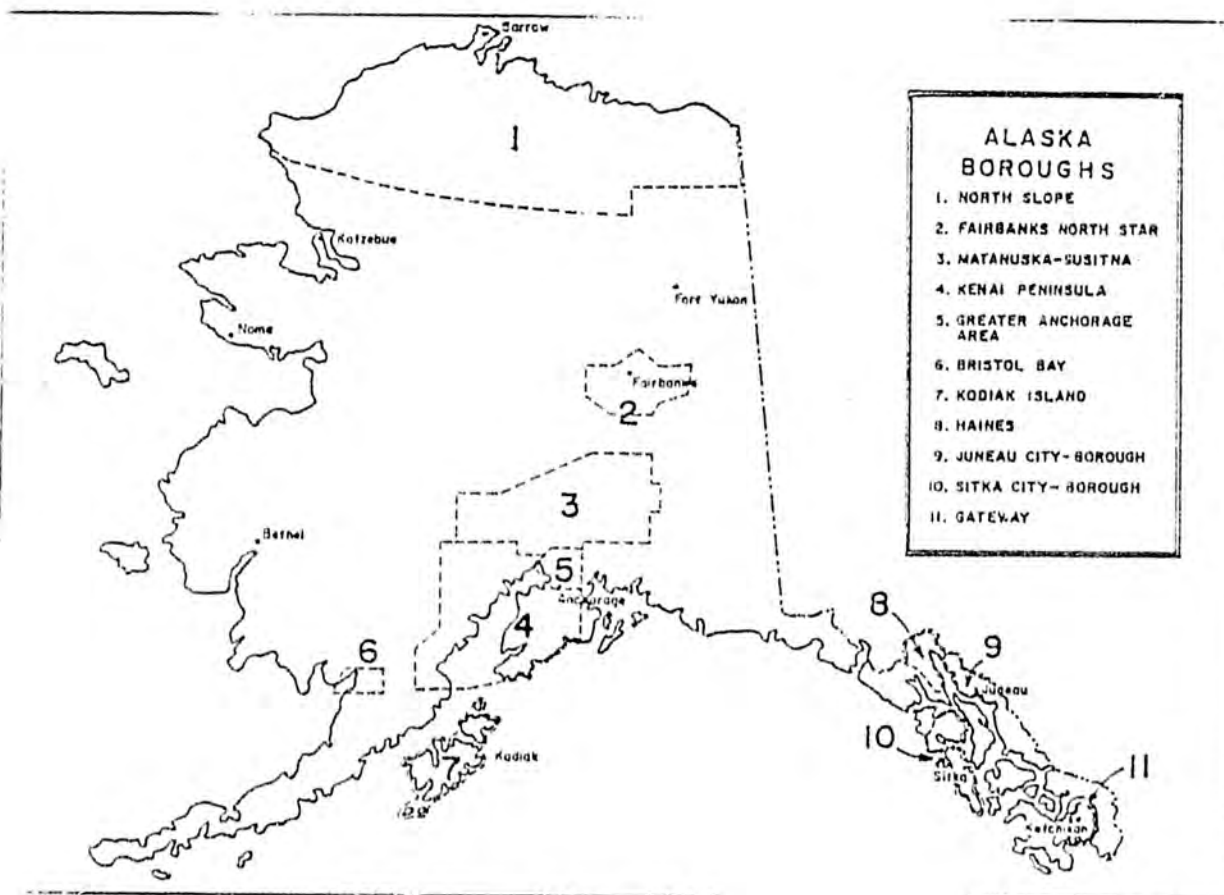 Barrow
1
Kotzebue
Fort Yukon
Nome
Fairbanks
2
3
Bethel
5
Anchorage
4
6
7
Kodiak
8
9
Juneau
10
Sitka
11
Ketchikan
ALASKA
BOROUGHS
1. NORTH SLOPE
2. FAIRBANKS NORTH STAR
3. MATANUSKA-SUSITNA
4. KENAI PENINSULA
5. GREATER ANCHORAGE
AREA
6. BRISTOL BAY
7. KODIAK ISLAND
8. HAINES
9. JUNEAU CITY-BOROUGH
10. SITKA CITY-BOROUGH
11. GATEWAY